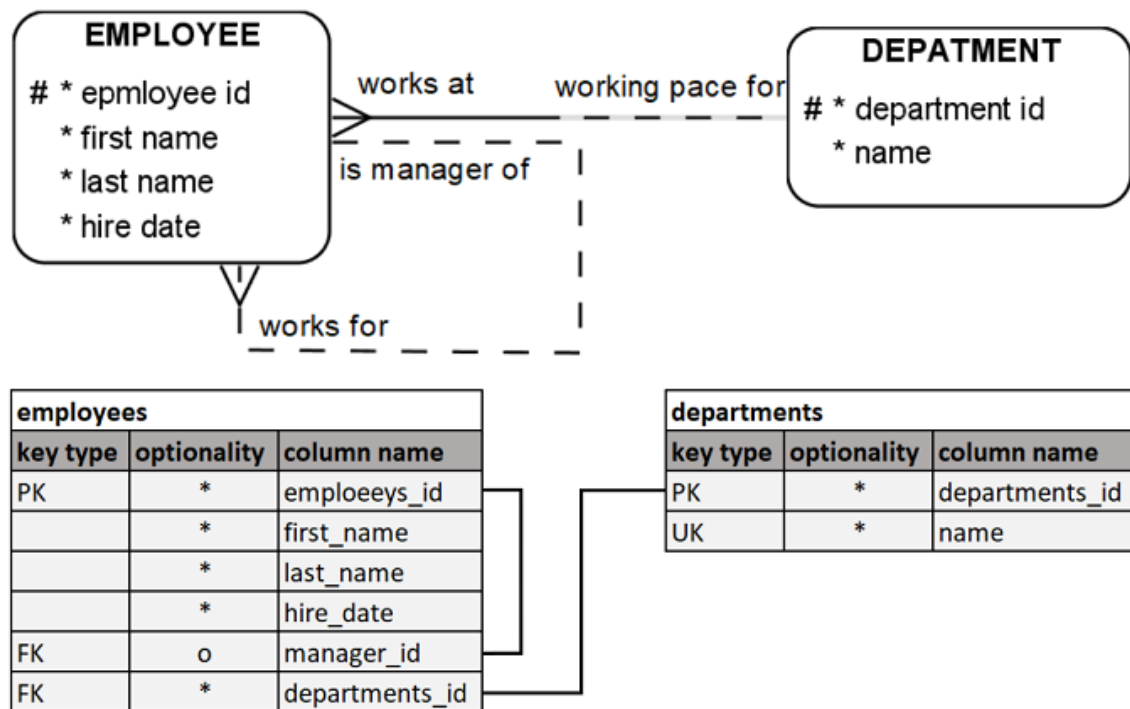 EMPLOYEE
# * epmloyee id
* first name
* last name
* hire date
works at
working pace for
is manager of
works for
DEPATMENT
# * department id
* name
employees
key type optionality column name
PK * emploeeys_id
* first_name
* last_name
* hire_date
FK o manager_id
FK * departments_id
departments
key type optionality column name
PK * departments_id
UK * name